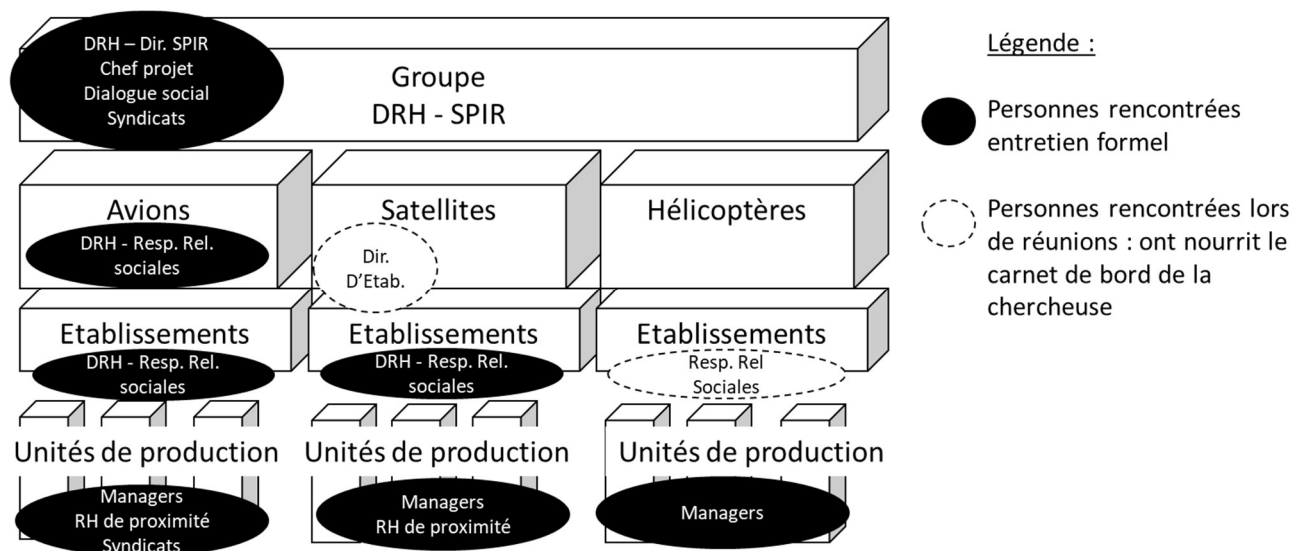 DRH – Dir. SPIR
Chef projet
Dialogue social
Syndicats
Groupe
DRH - SPIR
Avions
DRH - Resp. Rel.
sociales
Satellites
Dir.
D’Etab.
Hélicoptères
Etablissements
DRH - Resp. Rel.
sociales
Etablissements
DRH - Resp. Rel.
sociales
Etablissements
Resp. Rel
Sociales
Unités de production
Managers
RH de proximité
Syndicats
Unités de production
Managers
RH de proximité
Unités de production
Managers
Légende :
Personnes rencontrées
entretien formel
Personnes rencontrées lors
de réunions : ont nourrit le
carnet de bord de la
chercheuse